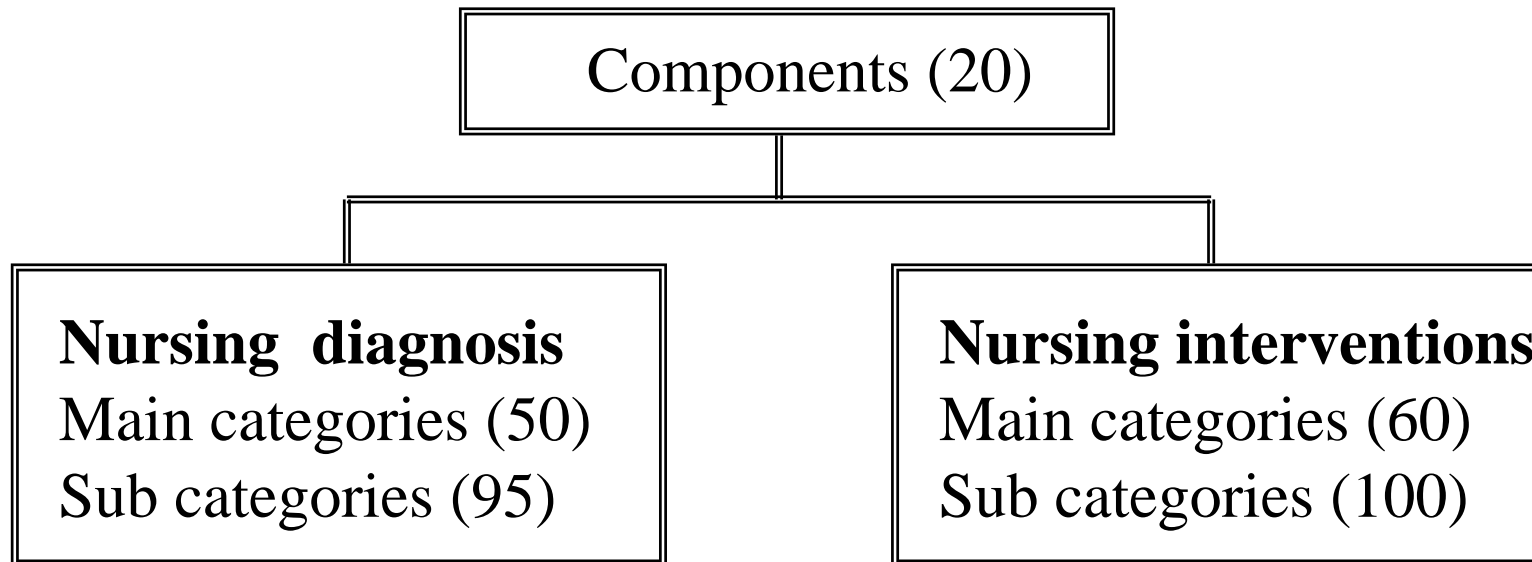 Components (20)
Nursing diagnosis
Main categories (50)
Sub categories (95)
Nursing interventions
Main categories (60)
Sub categories (100)